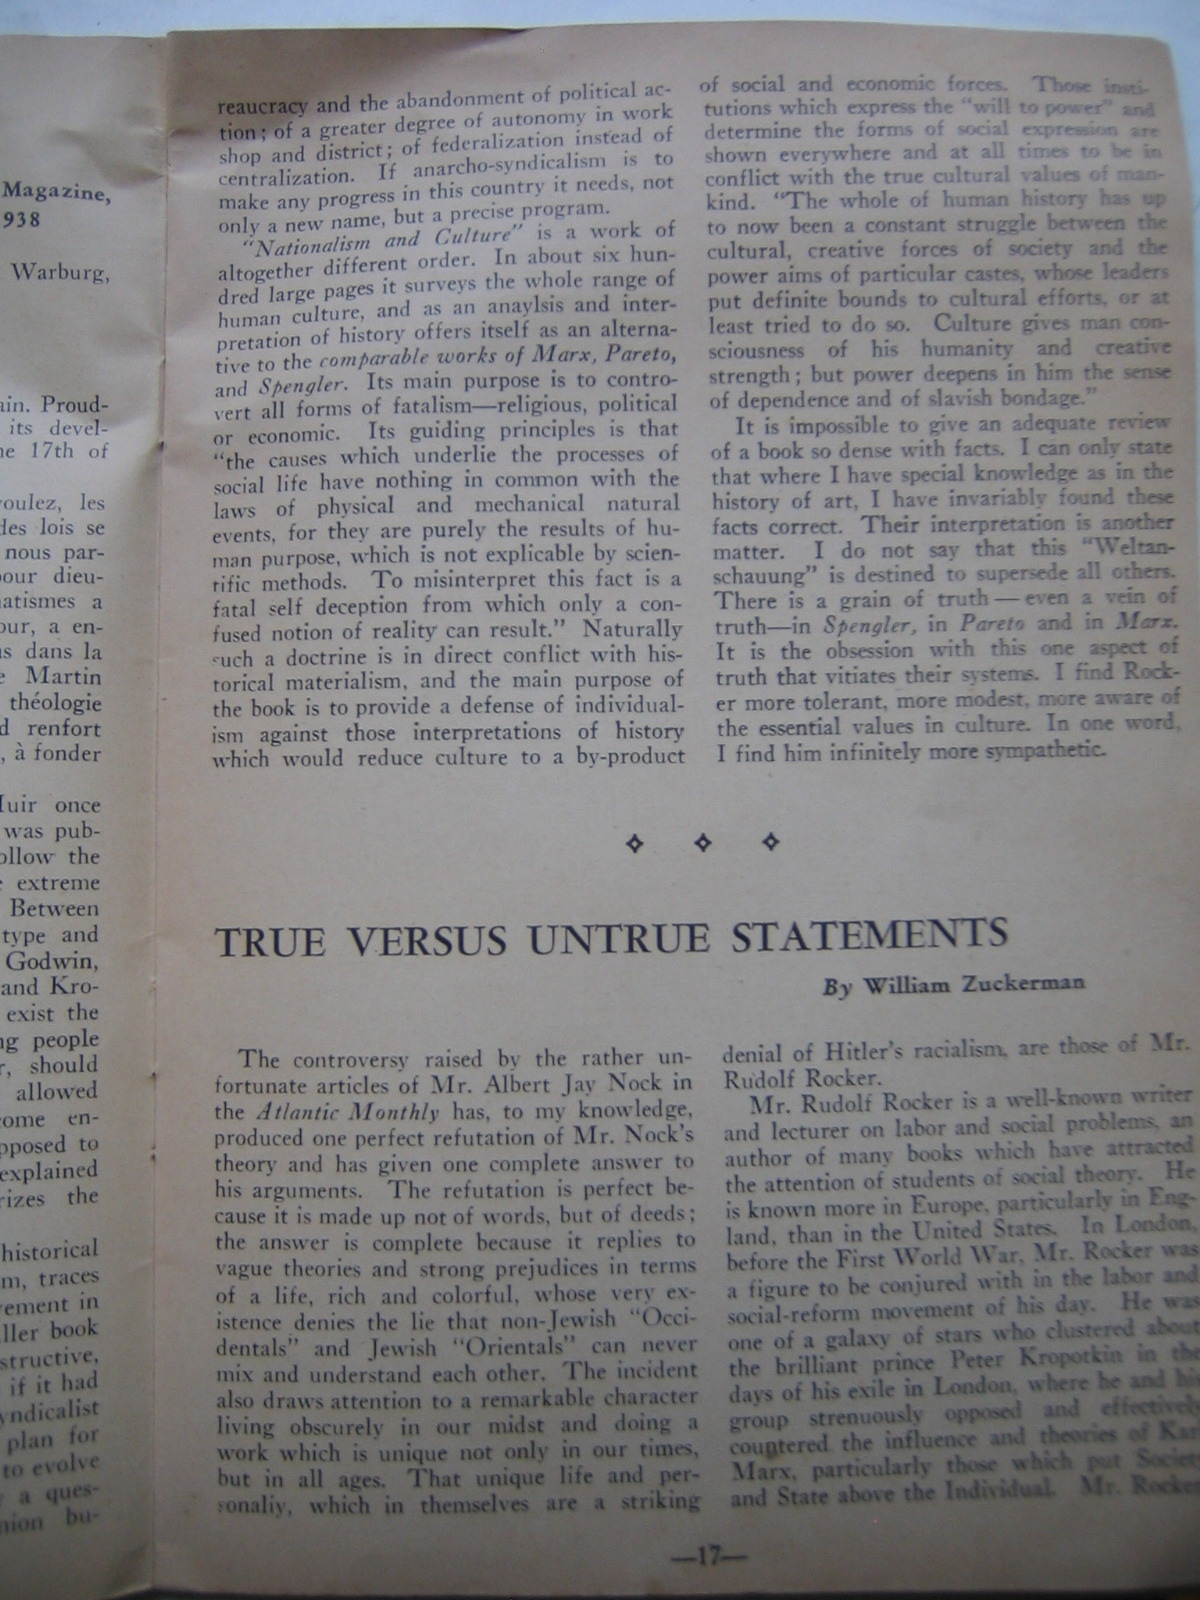 Magazine,
1938
Warburg,
ain. Proud-
its devel-
he 17th of
voulez, les
des lois se
nous par-
pour dieu-
natismes a
our, a en-
us dans la
Martin
théologie
renfort
, à fonder
Muir once
was pub-
ollow the
extreme
Between
type and
Godwin,
and Kro-
exist the
ng people
r, should
allowed
come en-
pposed to
explained
rizes the
historical
m, traces
vement in
ller book
structive,
if it had
yndicalist
plan for
to evolve
a ques-
nion bu-
reaucracy and the abandonment of political ac-
tion; of a greater degree of autonomy in work
shop and district; of federalization instead of
centralization. If anarcho-syndicalism is to
make any progress in this country it needs, not
only a new name, but a precise program.
"Nationalism and Culture" is a work of
altogether different order. In about six hun-
dred large pages it surveys the whole range of
human culture, and as an anaylsis and inter-
pretation of history offers itself as an alterna-
tive to the comparable works of Marx, Pareto,
and Spengler. Its main purpose is to contro-
vert all forms of fatalism—religious, political
or economic. Its guiding principles is that
"the causes which underlie the processes of
social life have nothing in common with the
laws of physical and mechanical natural
events, for they are purely the results of hu-
man purpose, which is not explicable by scien-
tific methods. To misinterpret this fact is a
fatal self deception from which only a con-
fused notion of reality can result." Naturally
such a doctrine is in direct conflict with his-
torical materialism, and the main purpose of
the book is to provide a defense of individual-
ism against those interpretations of history
which would reduce culture to a by-product
of social and economic forces. Those insti-
tutions which express the "will to power" and
determine the forms of social expression are
shown everywhere and at all times to be in
conflict with the true cultural values of man-
kind. "The whole of human history has up
to now been a constant struggle between the
cultural, creative forces of society and the
power aims of particular castes, whose leaders
put definite bounds to cultural efforts, or at
least tried to do so. Culture gives man con-
sciousness of his humanity and creative
strength; but power deepens in him the sense
of dependence and of slavish bondage."
It is impossible to give an adequate review
of a book so dense with facts. I can only state
that where I have special knowledge as in the
history of art, I have invariably found these
facts correct. Their interpretation is another
matter. I do not say that this "Weltan-
schauung" is destined to supersede all others.
There is a grain of truth—even a vein of
truth—in Spengler, in Pareto and in Marx.
It is the obsession with this one aspect of
truth that vitiates their systems. I find Rock-
er more tolerant, more modest, more aware of
the essential values in culture. In one word,
I find him infinitely more sympathetic.
TRUE VERSUS UNTRUE STATEMENTS
By William Zuckerman
The controversy raised by the rather un-
fortunate articles of Mr. Albert Jay Nock in
the Atlantic Monthly has, to my knowledge,
produced one perfect refutation of Mr. Nock's
theory and has given one complete answer to
his arguments. The refutation is perfect be-
cause it is made up not of words, but of deeds;
the answer is complete because it replies to
vague theories and strong prejudices in terms
of a life, rich and colorful, whose very ex-
istence denies the lie that non-Jewish "Occi-
dentals" and Jewish "Orientals" can never
mix and understand each other. The incident
also draws attention to a remarkable character
living obscurely in our midst and doing a
work which is unique not only in our times,
but in all ages. That unique life and per-
sonaliy, which in themselves are a striking
denial of Hitler's racialism, are those of Mr.
Rudolf Rocker.
Mr. Rudolf Rocker is a well-known writer
and lecturer on labor and social problems, an
author of many books which have attracted
the attention of students of social theory. He
is known more in Europe, particularly in Eng-
land, than in the United States. In London,
before the First World War, Mr. Rocker was
a figure to be conjured with in the labor and
social-reform movement of his day. He was
one of a galaxy of stars who clustered about
the brilliant prince Peter Kropotkin in the
days of his exile in London, where he and his
group strenuously opposed and effectively
countered the influence and theories of Kar
Marx, particularly those which put Society
and State above the Individual. Mr. Rocker
—17—